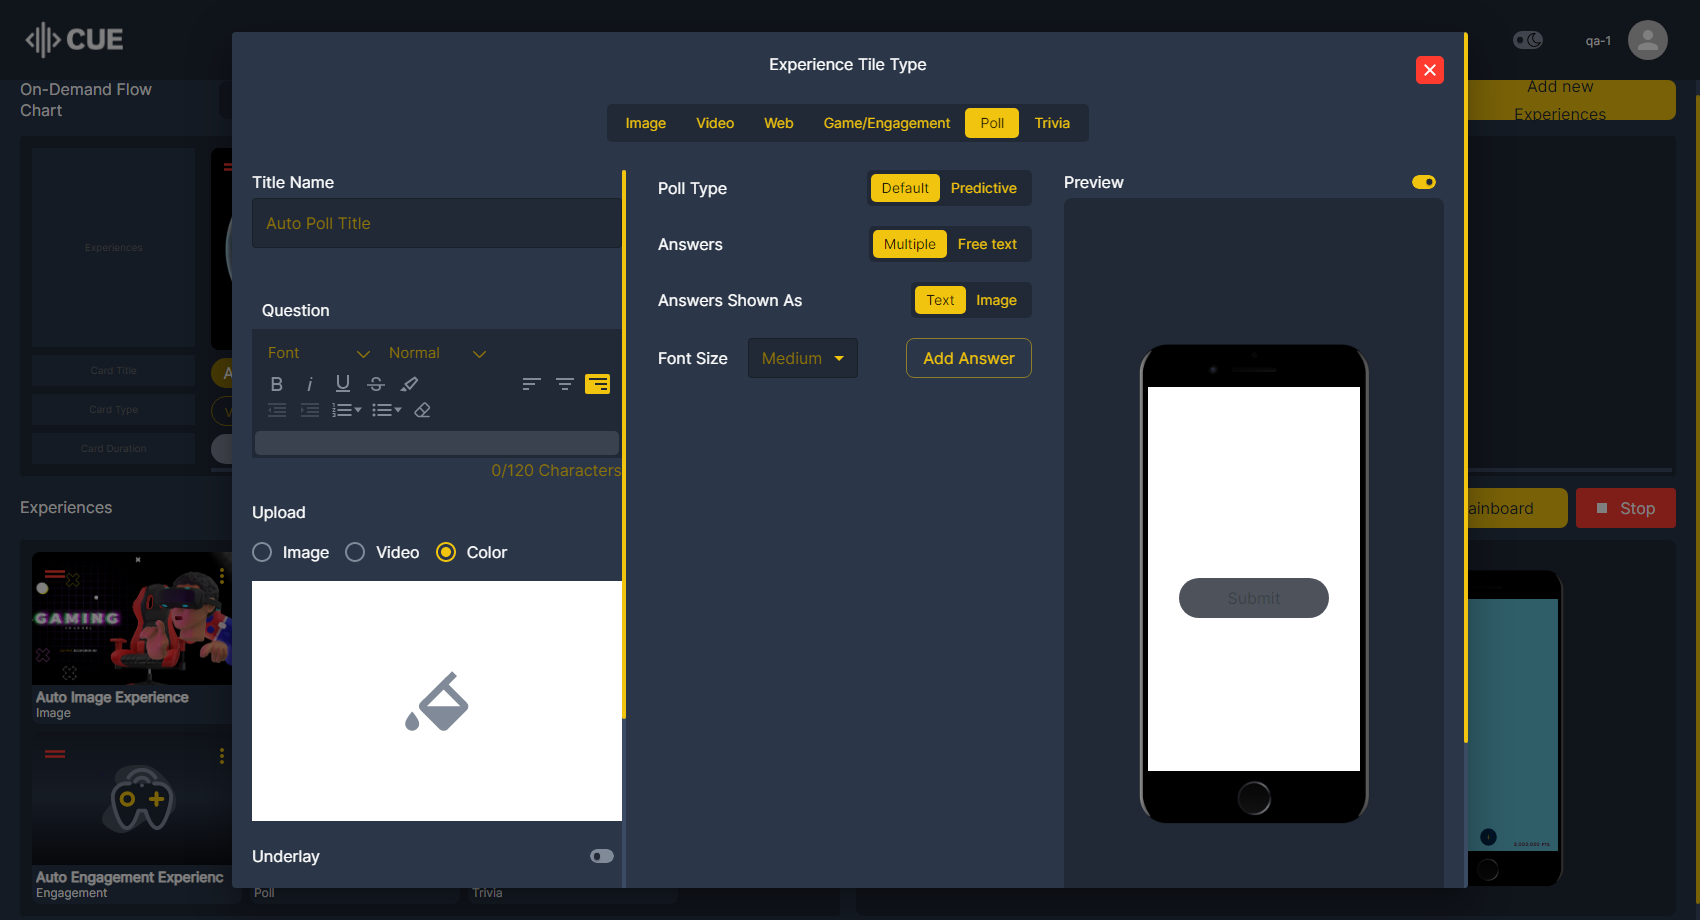 CUE
qa-1
On-Demand Flow
Chart
Add new
Experiences
Experiences
Card Title
Card Type
Card Duration
Experience Tile Type
Image
Video
Web
Game/Engagement
Poll
Trivia
Title Name
Auto Poll Title
Question
Font
Normal
0/120 Characters
Upload
Image
Video
Color
Underlay
Poll Type
Default
Predictive
Answers
Multiple
Free text
Answers Shown As
Text
Image
Font Size
Medium
Add Answer
Preview
Submit
Experiences
ainboard
Stop
GAMING
Auto Image Experience
Image
Auto Engagement Experienc
Engagement
Poll
Trivia